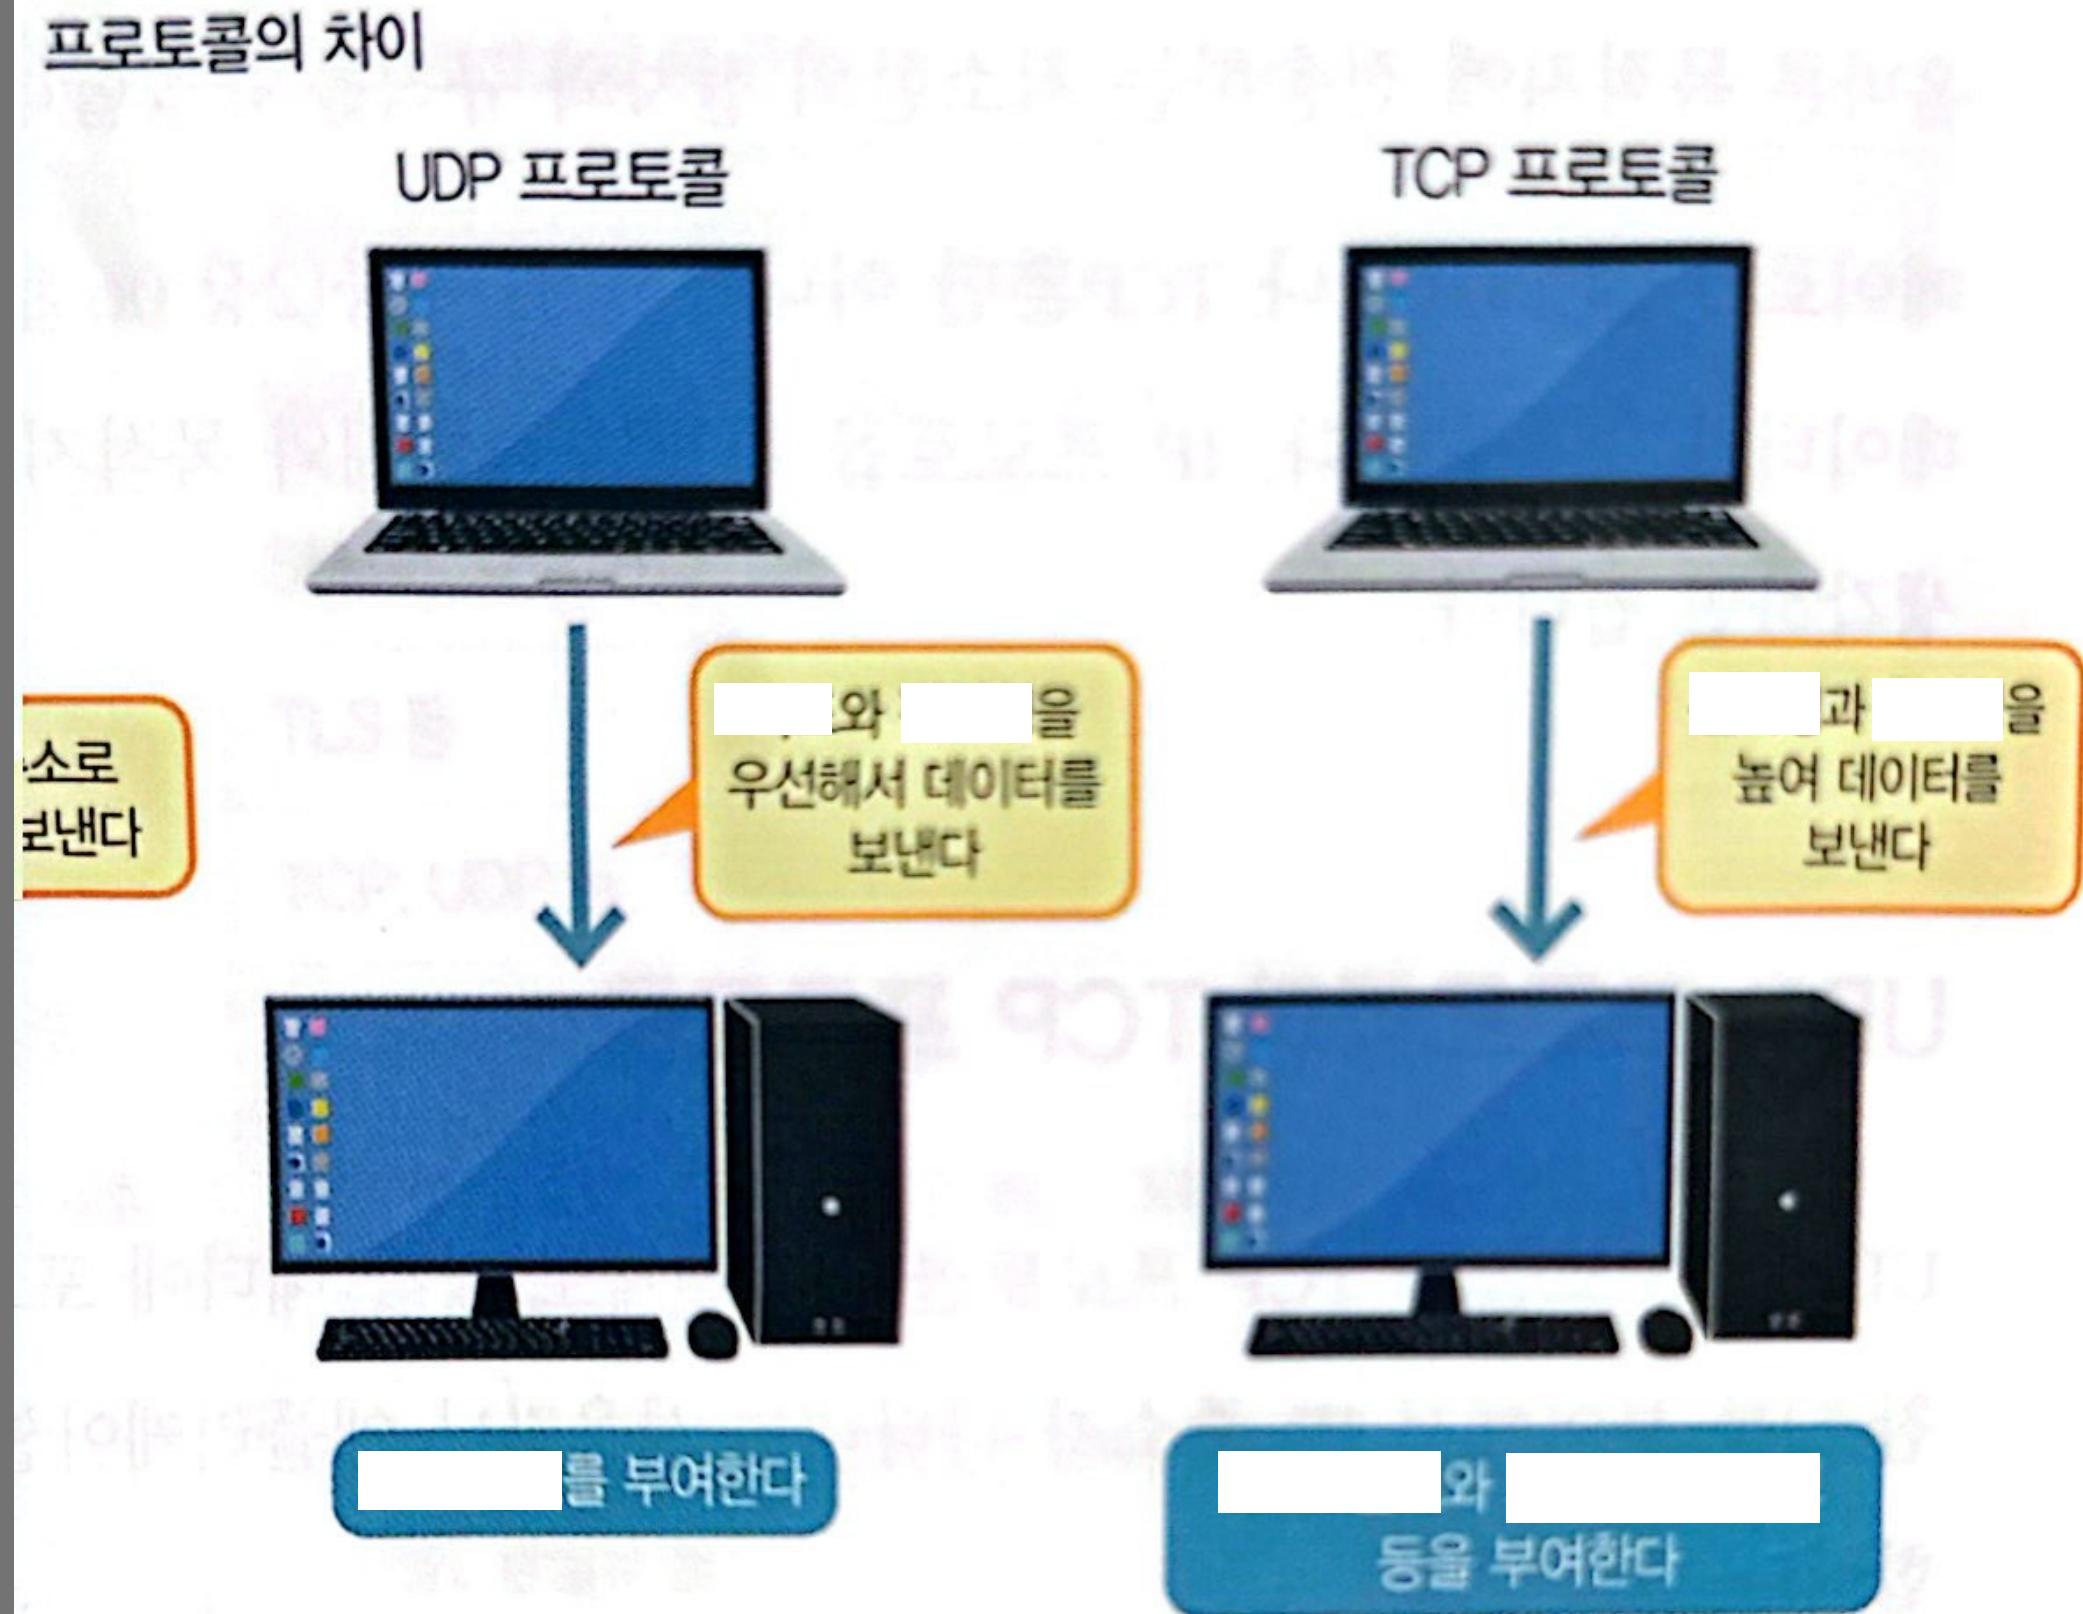 프로토콜의 차이
UDP 프로토콜
TCP 프로토콜
소로
보낸다
와 을
우선해서 데이터를
보낸다
과 을
높여 데이터를
보낸다
를 부여한다
와
등을 부여한다